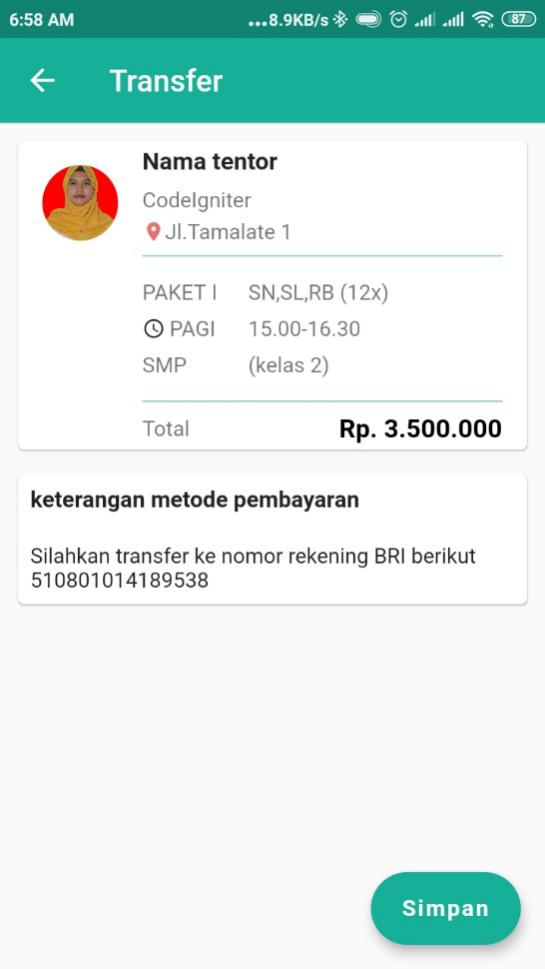 6:58 AM
...8.9KB/s
87
Transfer
Nama tentor
CodeIgniter
Jl.Tamalate 1
PAKET I SN,SL,RB (12x)
PAGI 15.00-16.30
SMP (kelas 2)
Total Rp. 3.500.000
keterangan metode pembayaran
Silahkan transfer ke nomor rekening BRI berikut
510801014189538
Simpan